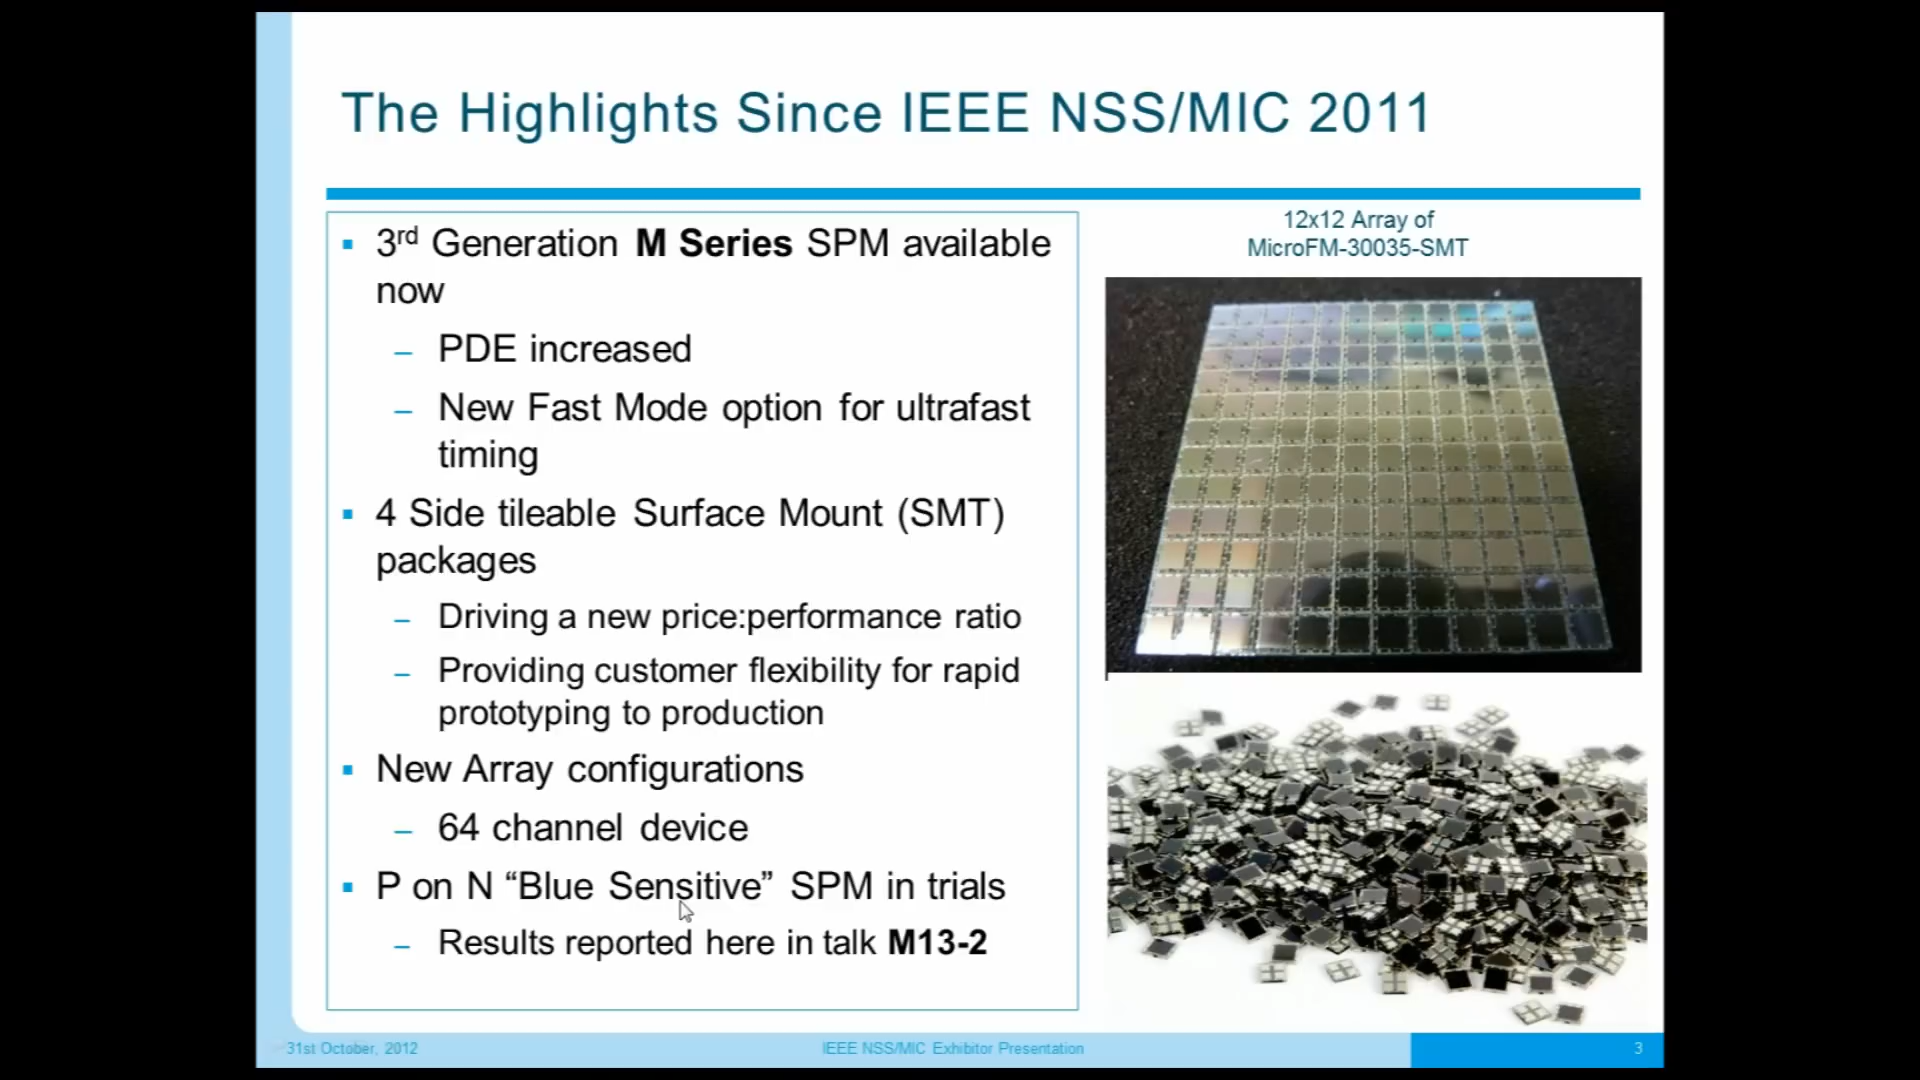 The Highlights Since IEEE NSS/MIC 2011
3rd Generation M Series SPM available
now
– PDE increased
– New Fast Mode option for ultrafast
timing
4 Side tileable Surface Mount (SMT)
packages
– Driving a new price:performance ratio
– Providing customer flexibility for rapid
prototyping to production
New Array configurations
– 64 channel device
P on N “Blue Sensitive” SPM in trials
– Results reported here in talk M13-2
12x12 Array of
MicroFM-30035-SMT
31st October, 2012
IEEE NSS/MIC Exhibitor Presentation
3